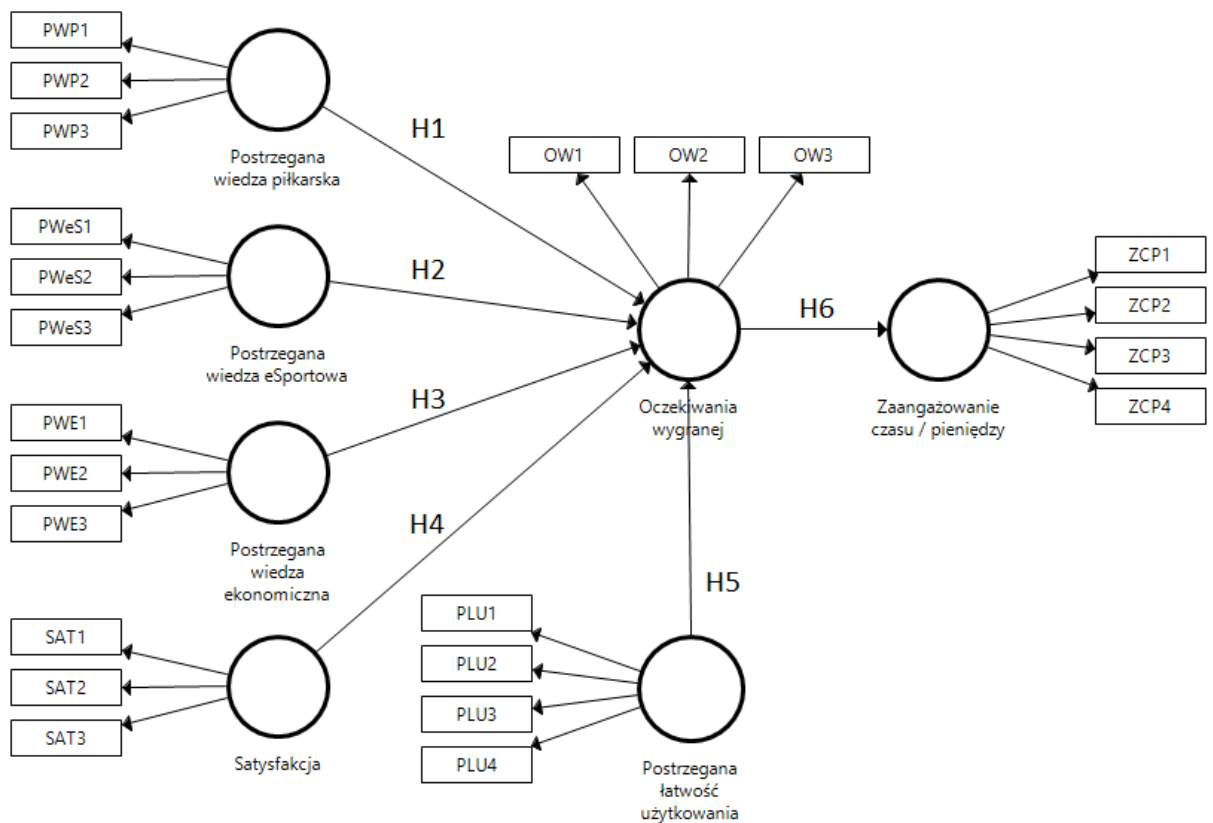 PWP1
PWP2
PWP3
Postrzegana
wiedza piłkarska
H1
OW1
OW2
OW3
PWeS1
PWeS2
PWeS3
Postrzegana
wiedza eSportowa
H2
Oczekiwania
wygranej
H6
Zaangażowanie
czasu / pieniędzy
ZCP1
ZCP2
ZCP3
ZCP4
PWE1
PWE2
PWE3
Postrzegana
wiedza
ekonomiczna
H3
H4
SAT1
SAT2
SAT3
Satysfakcja
H5
PLU1
PLU2
PLU3
PLU4
Postrzegana
łatwość
użytkowania